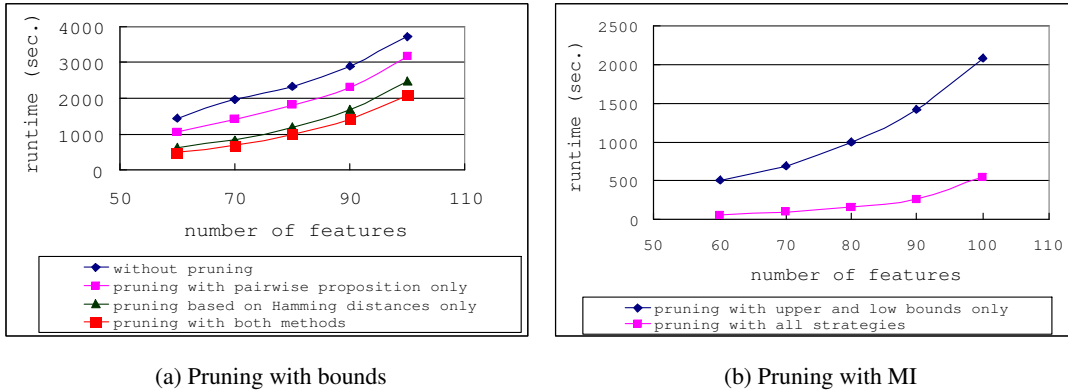 4000
3000
2000
1000
0
50
70
90
110
runtime (sec.)
number of features
without pruning
pruning with pairwise proposition only
pruning based on Hamming distances only
pruning with both methods
(a) Pruning with bounds
2500
2000
1500
1000
500
0
50
60
70
80
90
100
110
runtime (sec.)
number of features
pruning with upper and low bounds only
pruning with all strategies
(b) Pruning with MI